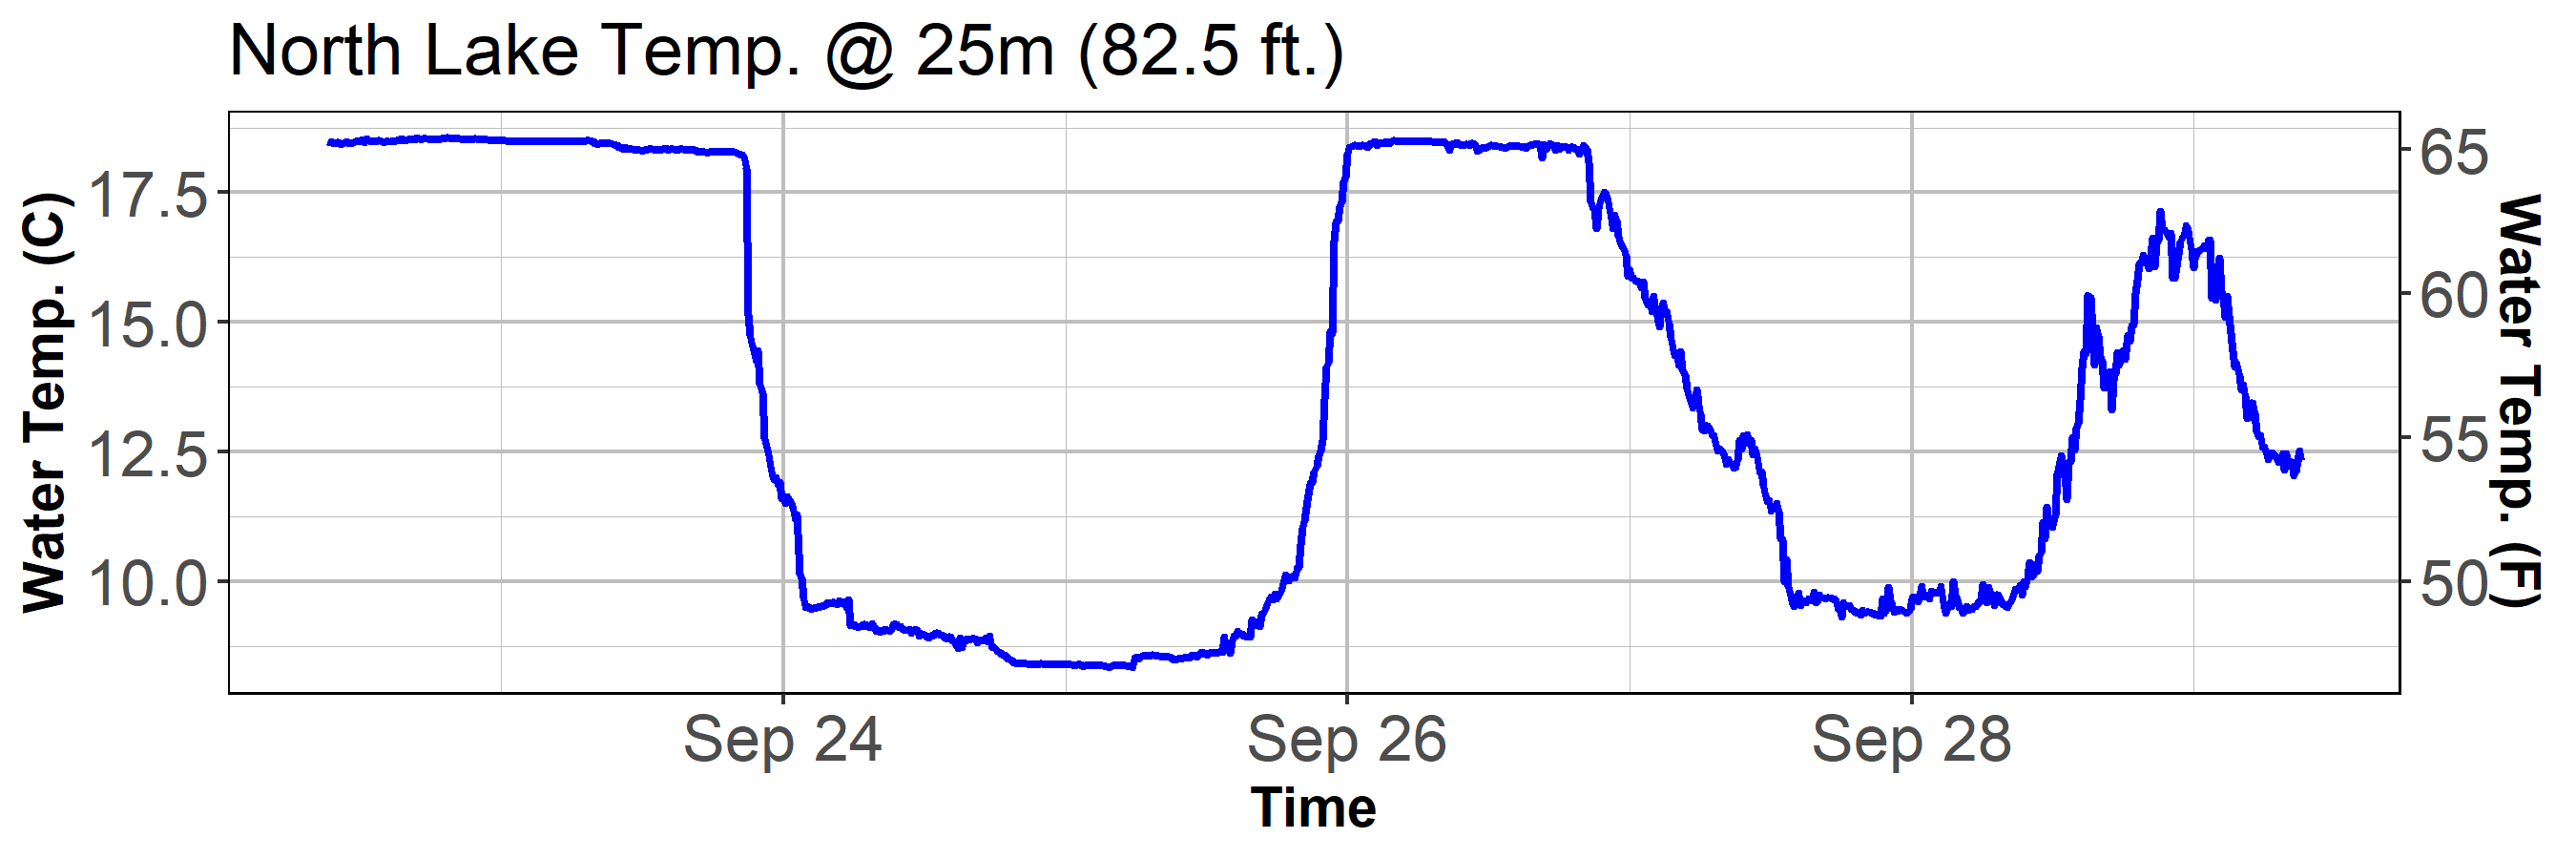 North Lake Temp. @ 25m (82.5 ft.)
Water Temp. (C)
17.5
15.0
12.5
10.0
65
60
55
50
Water Temp. (F)
Sep 24
Sep 26
Sep 28
Time